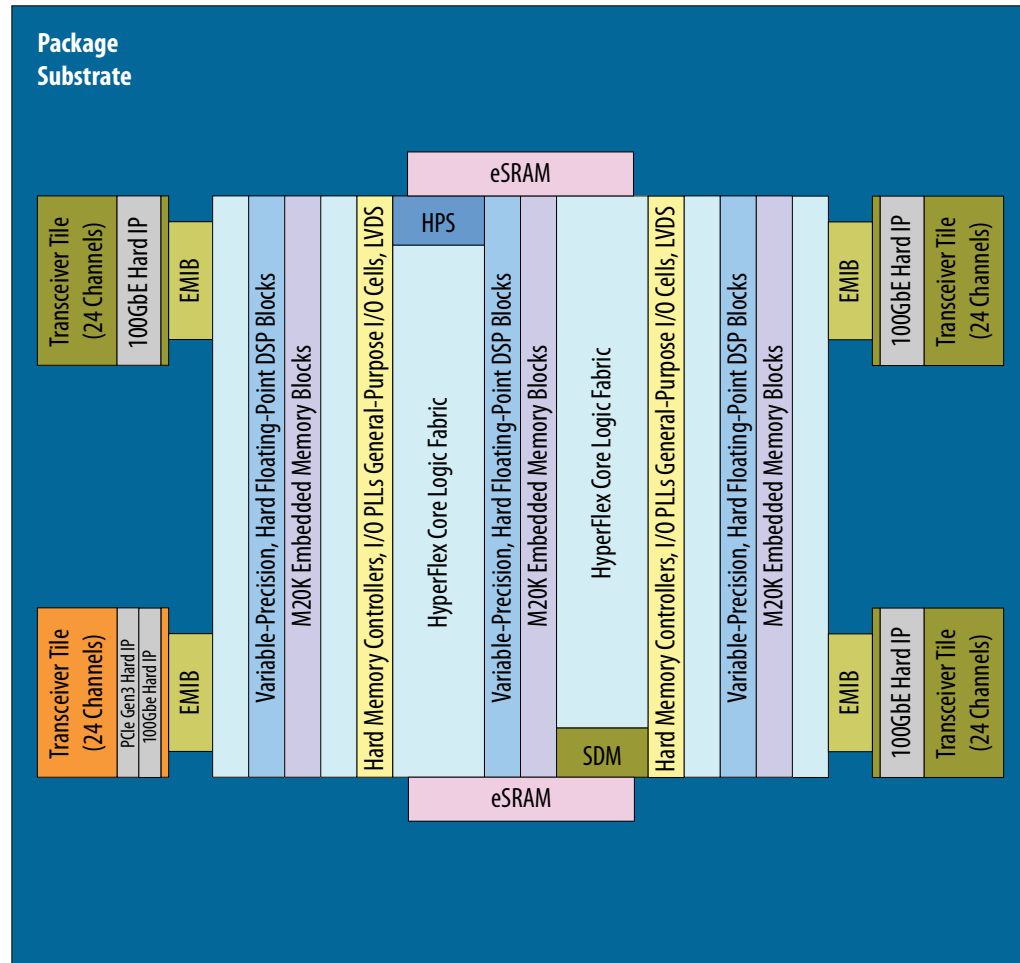 Package
Substrate
eSRAM
Transceiver Tile
(24 Channels)
100GbE Hard IP
EMIB
Variable-Precision, Hard Floating-Point DSP Blocks
M20K Embedded Memory Blocks
Hard Memory Controllers, I/O PLLs General-Purpose I/O Cells, LVDS
HPS
HyperFlex Core Logic Fabric
Variable-Precision, Hard Floating-Point DSP Blocks
M20K Embedded Memory Blocks
HyperFlex Core Logic Fabric
Hard Memory Controllers, I/O PLLs General-Purpose I/O Cells, LVDS
Variable-Precision, Hard Floating-Point DSP Blocks
M20K Embedded Memory Blocks
EMIB
100GbE Hard IP
Transceiver Tile
(24 Channels)
Transceiver Tile
(24 Channels)
PCIe Gen3 Hard IP
100Gbe Hard IP
EMIB
SDM
EMIB
100GbE Hard IP
Transceiver Tile
(24 Channels)
eSRAM